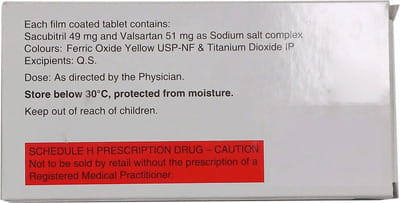 Each film coated tablet contains:
Sacubitril 49 mg and Valsartan 51 mg as Sodium salt complex
Colours: Ferric Oxide Yellow USP-NF & Titanium Dioxide IP
Excipients: Q.S.
Dose: As directed by the Physician.
Store below 30°C, protected from moisture.
Keep out of reach of children.
SCHEDULE H PRESCRIPTION DRUG – CAUTION
Not to be sold by retail without the prescription of a
Registered Medical Practitioner.